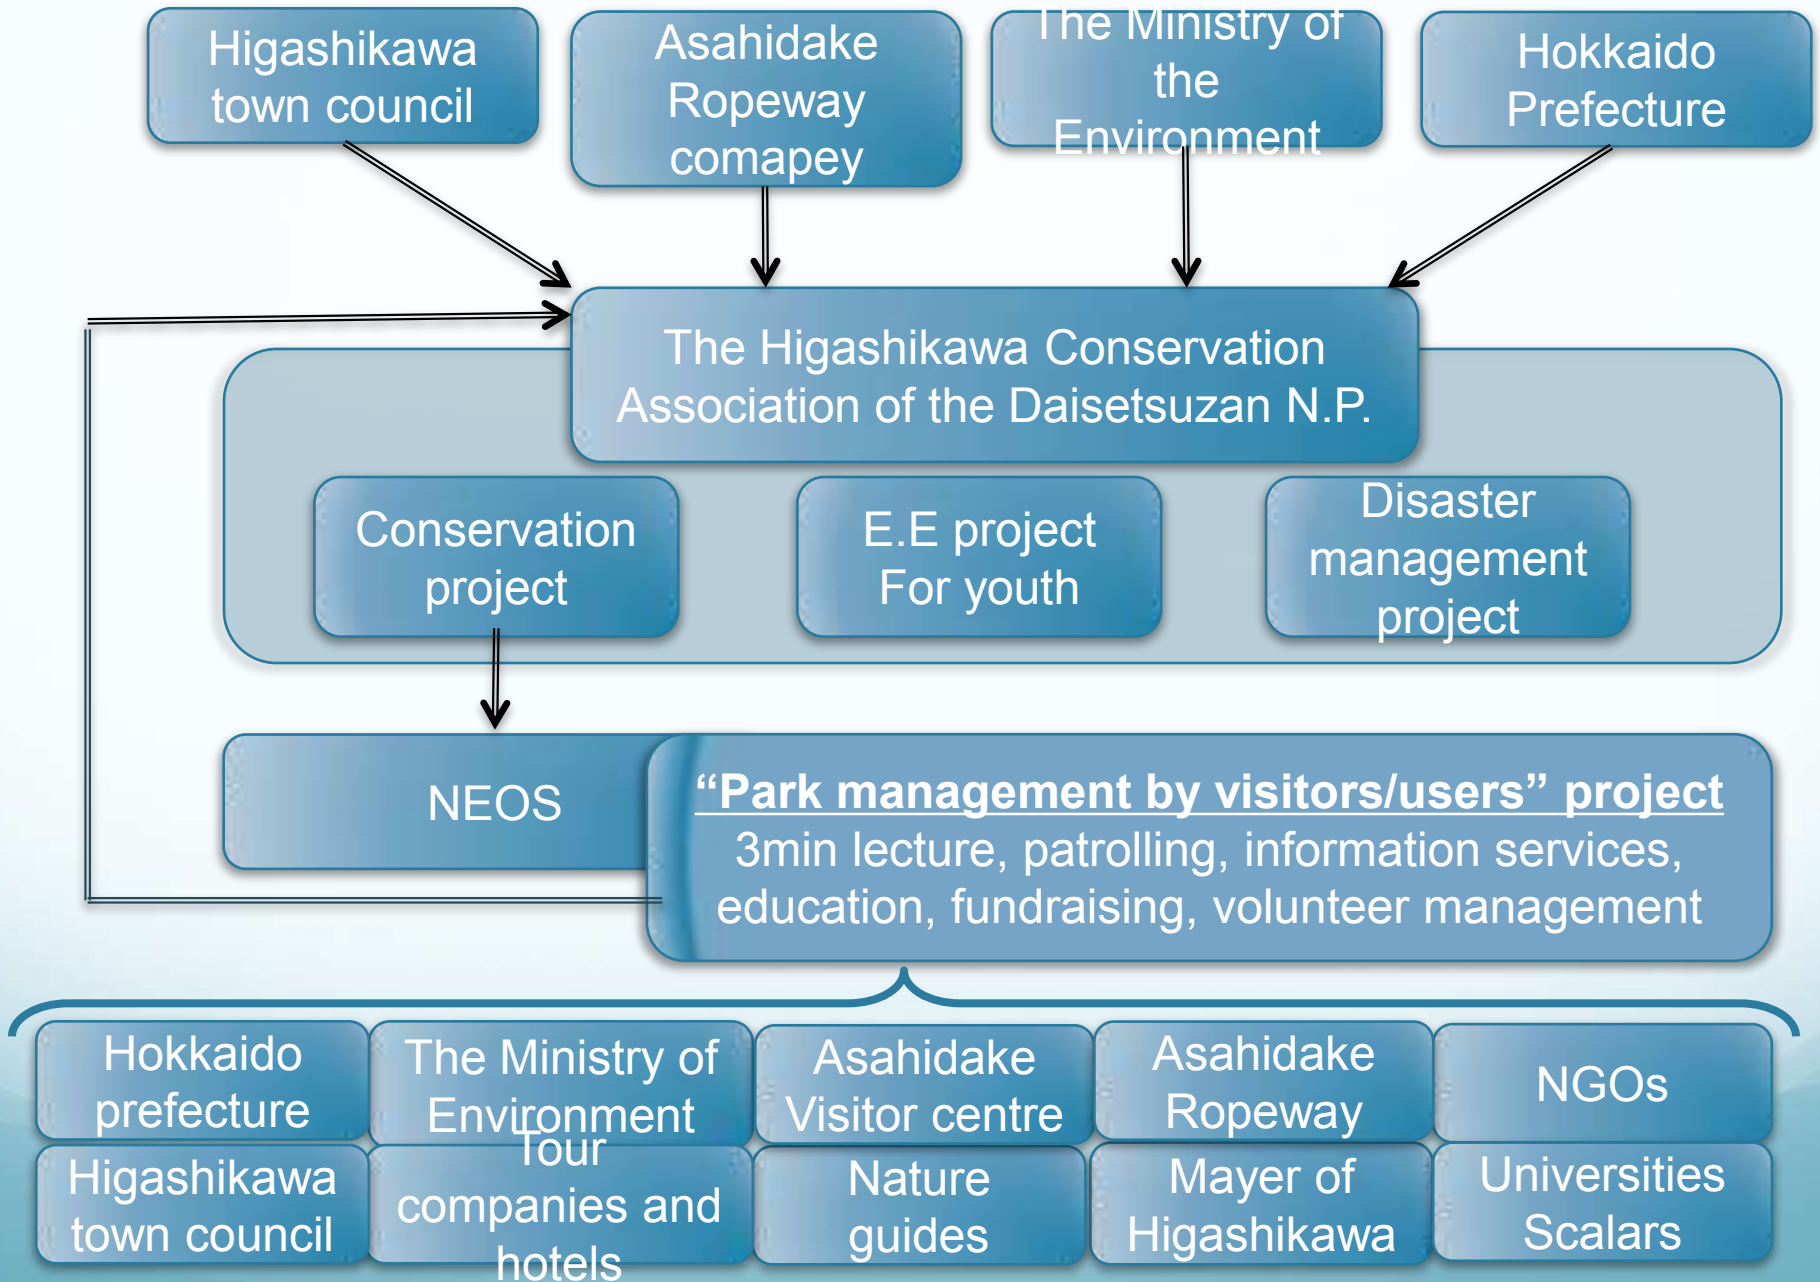 Higashikawa
town council
Asahidake
Ropeway
comapey
The Ministry of
the
Environment
Hokkaido
Prefecture
The Higashikawa Conservation
Association of the Daisetsuzan N.P.
Conservation
project
E.E project
For youth
Disaster
management
project
NEOS
“Park management by visitors/users” project
3min lecture, patrolling, information services,
education, fundraising, volunteer management
Hokkaido
prefecture
The Ministry of
Environment
Asahidake
Visitor centre
Asahidake
Ropeway
NGOs
Higashikawa
town council
Tour
companies and
hotels
Nature
guides
Mayer of
Higashikawa
Universities
Scalars